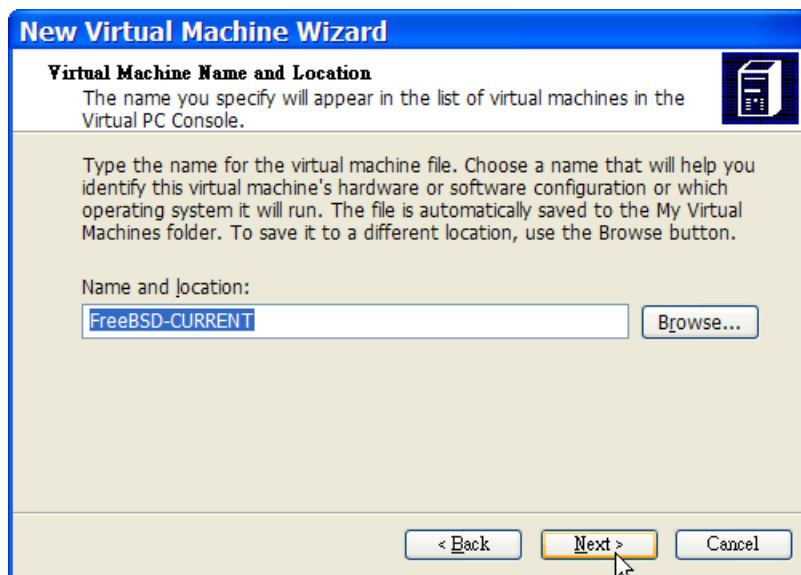 New Virtual Machine Wizard
Virtual Machine Name and Location
The name you specify will appear in the list of virtual machines in the
Virtual PC Console.
Type the name for the virtual machine file. Choose a name that will help you
identify this virtual machine's hardware or software configuration or which
operating system it will run. The file is automatically saved to the My Virtual
Machines folder. To save it to a different location, use the Browse button.
Name and location:
FreeBSD-CURRENT
Browse...
< Back
Next >
Cancel